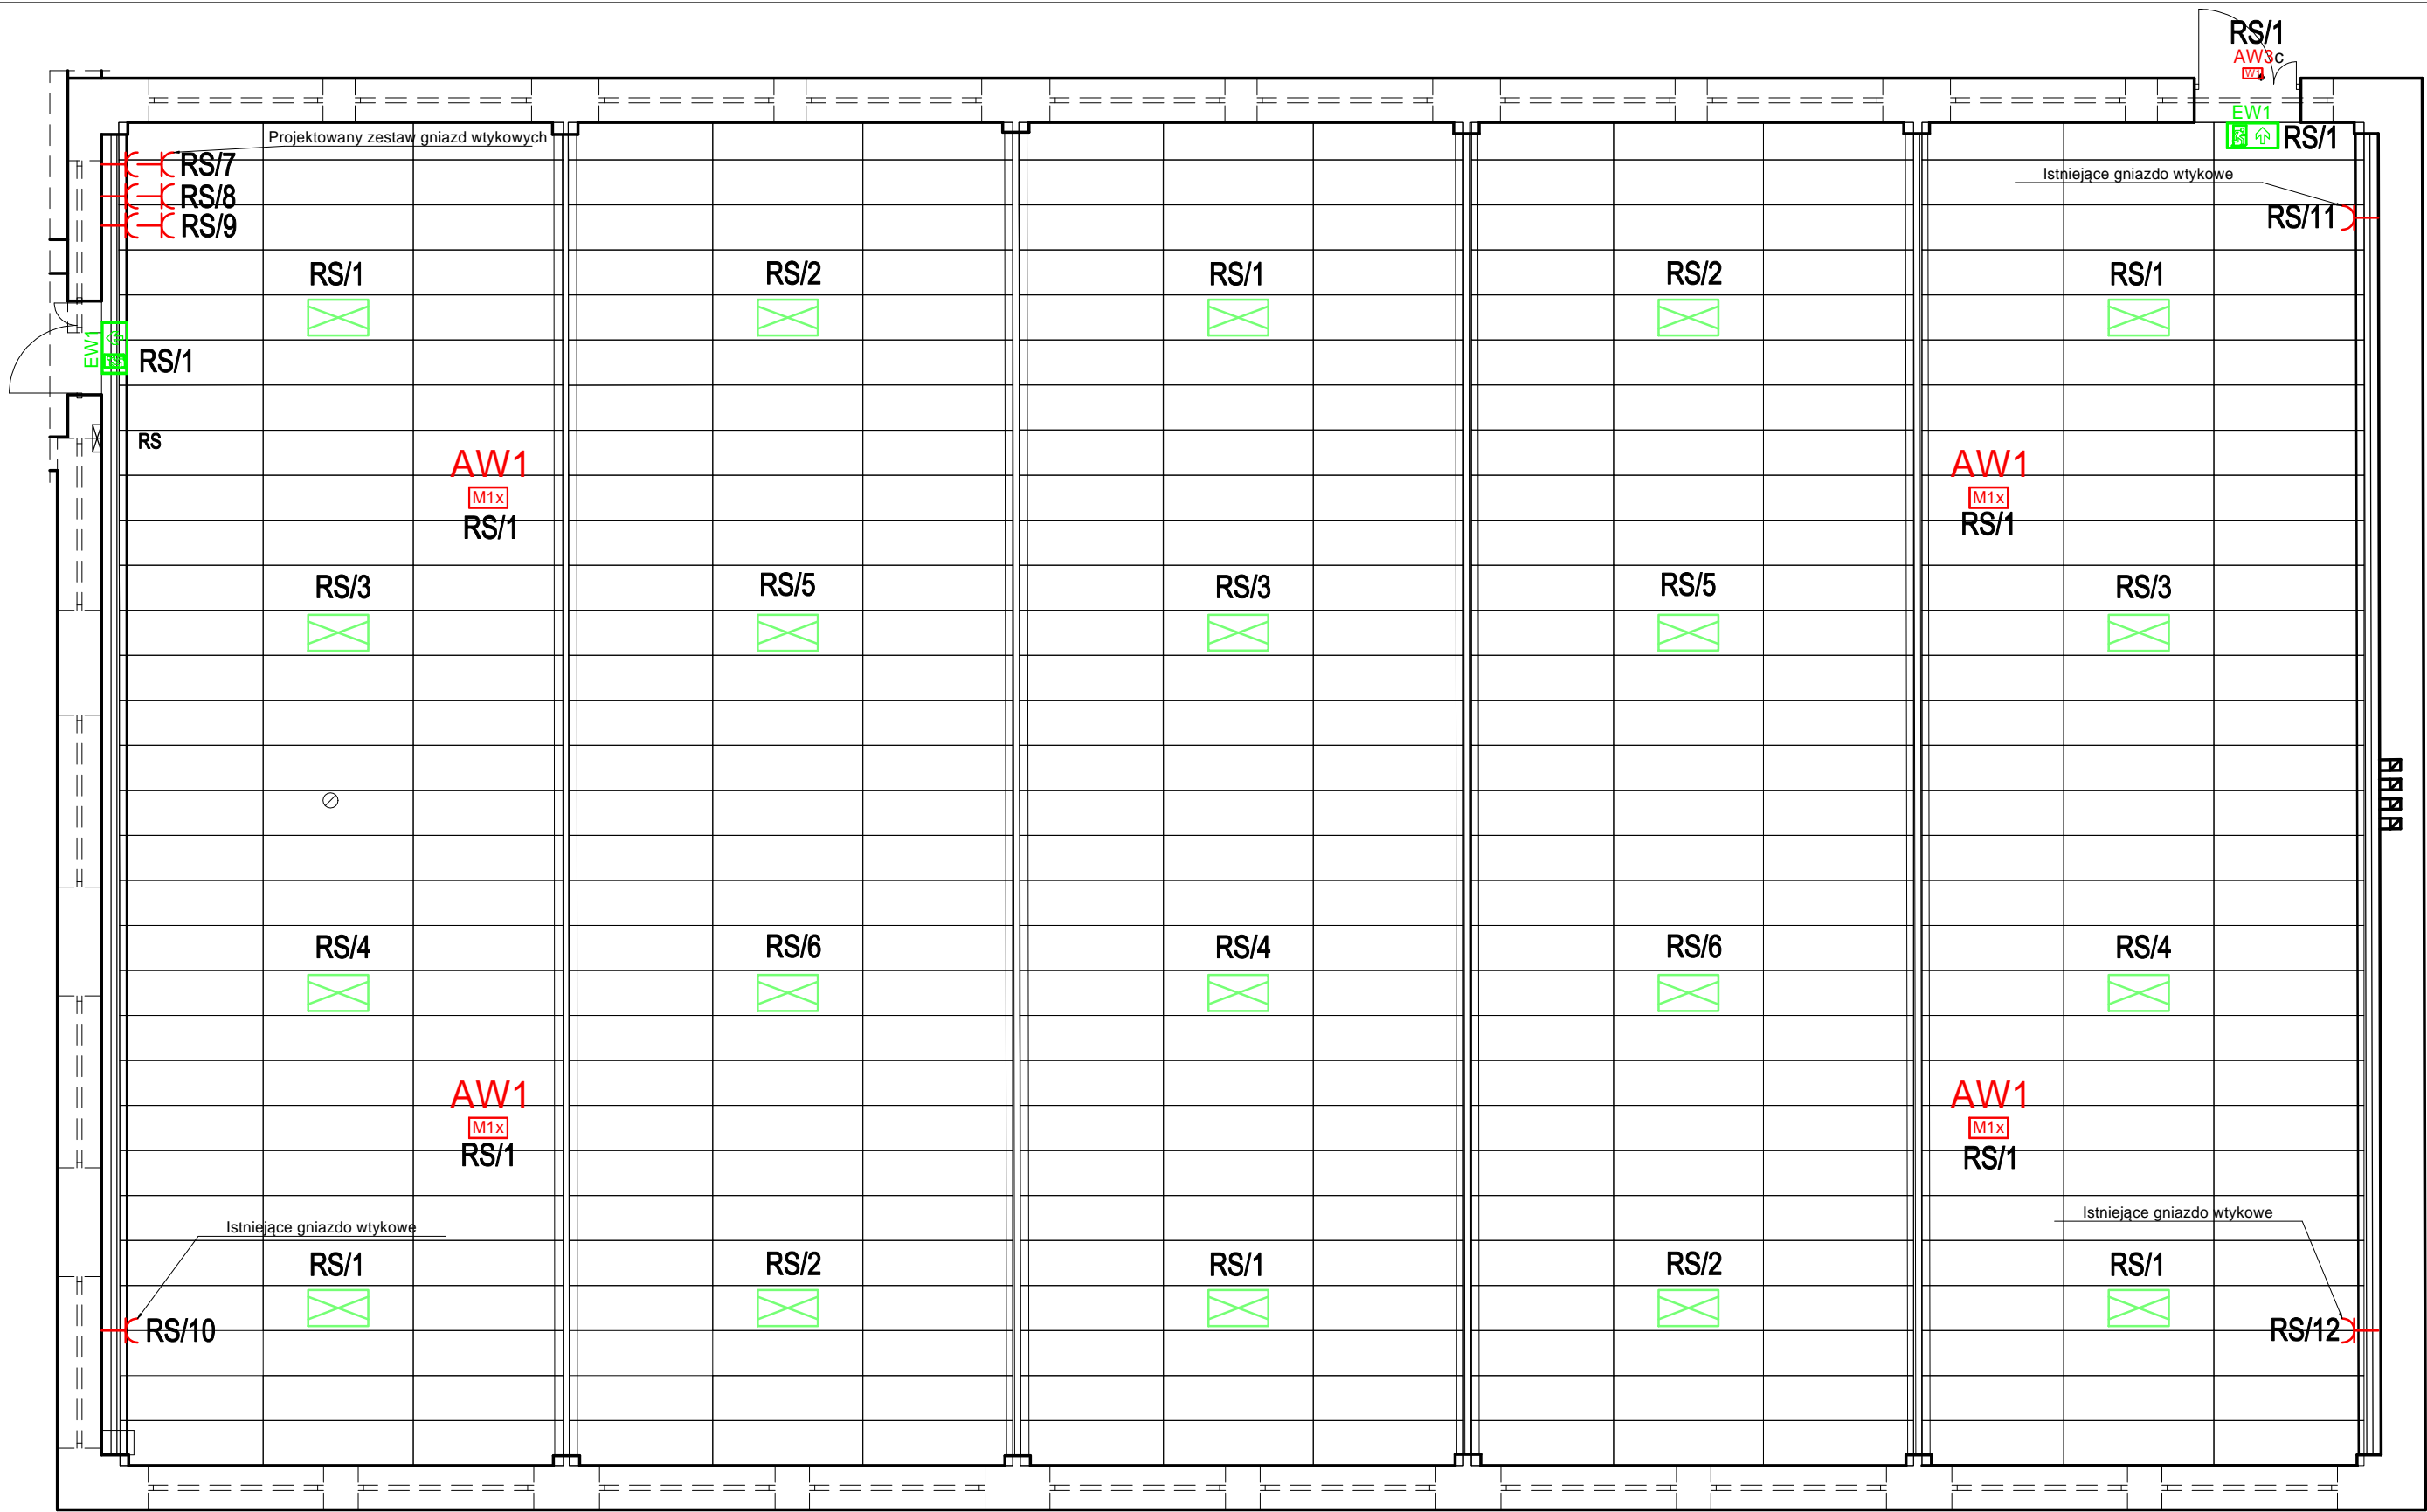 RS/1
AW3c
W1
EW1
RS/1
Projektowany zestaw gniazd wtykowych
RS/7
RS/8
RS/9
Istniejące gniazdo wtykowe
RS/11
RS/1
RS/2
RS/1
RS/2
RS/1
EW1
RS/1
RS
AW1
M1x
RS/1
AW1
M1x
RS/1
RS/3
RS/5
RS/3
RS/5
RS/3
RS/4
RS/6
RS/4
RS/6
RS/4
AW1
M1x
RS/1
AW1
M1x
RS/1
Istniejące gniazdo wtykowe
Istniejące gniazdo wtykowe
RS/1
RS/2
RS/1
RS/2
RS/1
RS/10
RS/12